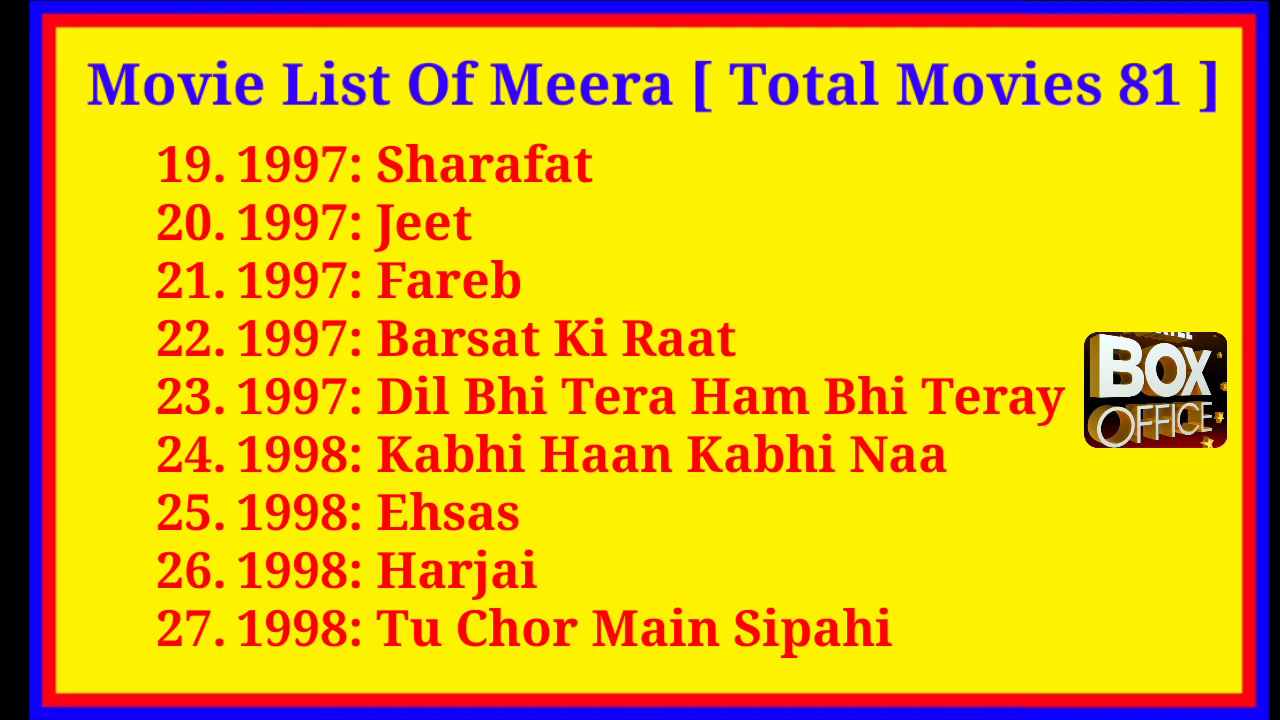 Movie List Of Meera [ Total Movies 81 ]
19. 1997: Sharafat
20. 1997: Jeet
21. 1997: Fareb
22. 1997: Barsat Ki Raat
23. 1997: Dil Bhi Tera Ham Bhi Teray
24. 1998: Kabhi Haan Kabhi Naa
25. 1998: Ehsas
26. 1998: Harjai
27. 1998: Tu Chor Main Sipahi
BOX
OFFICE